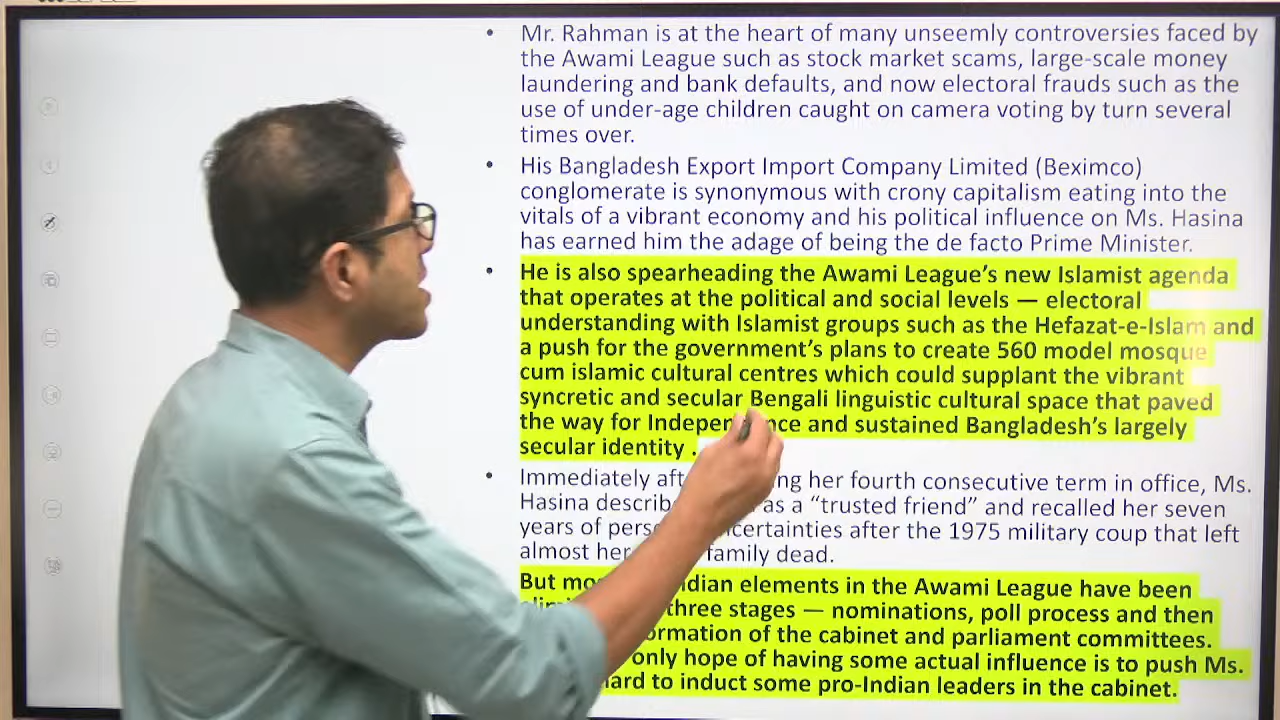 • Mr. Rahman is at the heart of many unseemly controversies faced by
the Awami League such as stock market scams, large-scale money
laundering and bank defaults, and now electoral frauds such as the
use of under-age children caught on camera voting by turn several
times over.
• His Bangladesh Export Import Company Limited (Beximco)
conglomerate is synonymous with crony capitalism eating into the
vitals of a vibrant economy and his political influence on Ms. Hasina
has earned him the adage of being the de facto Prime Minister.
• He is also spearheading the Awami League's new Islamist agenda
that operates at the political and social levels — electoral
understanding with Islamist groups such as the Hefazat-e-Islam and
a push for the government's plans to create 560 model mosque
cum islamic cultural centres which could supplant the vibrant
syncretic and secular Bengali linguistic cultural space that paved
the way for and sustained Bangladesh's largely
secular identity .
• Immediately her fourth consecutive term in office, Ms.
Hasina as a "trusted friend" and recalled her seven
years of after the 1975 military coup that left
almost her family dead.
But elements in the Awami League have been
three stages — nominations, poll process and then
of the cabinet and parliament committees.
only hope of having some actual influence is to push Ms.
to induct some pro-Indian leaders in the cabinet.